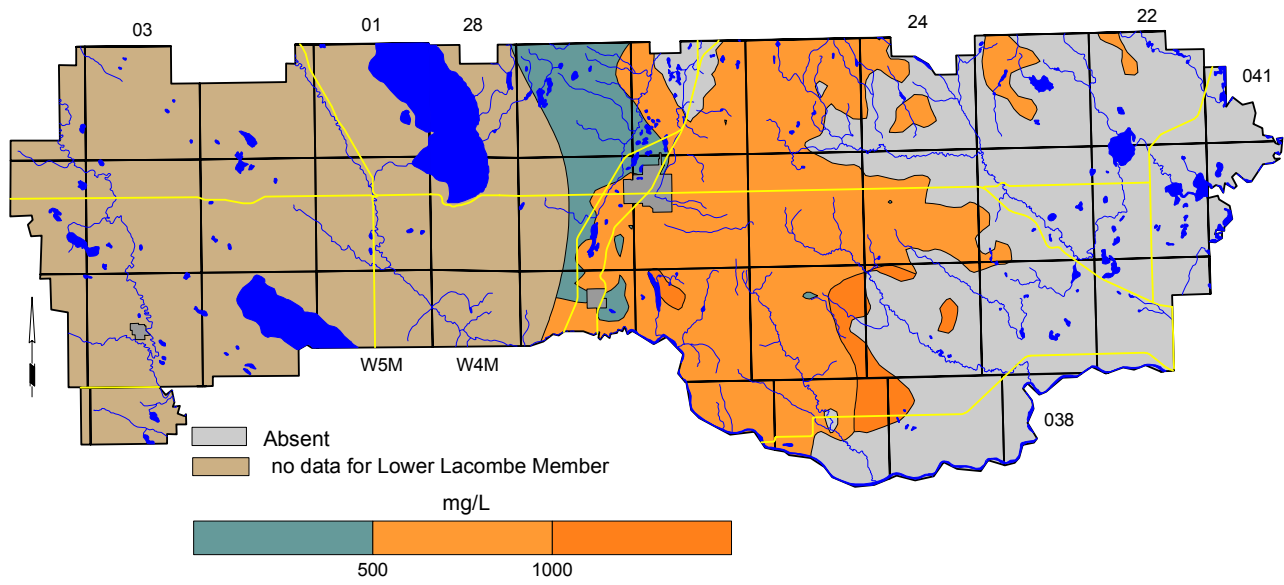 03
01
28
24
22
041
W5M
W4M
038
Absent
no data for Lower Lacombe Member
mg/L
500
1000